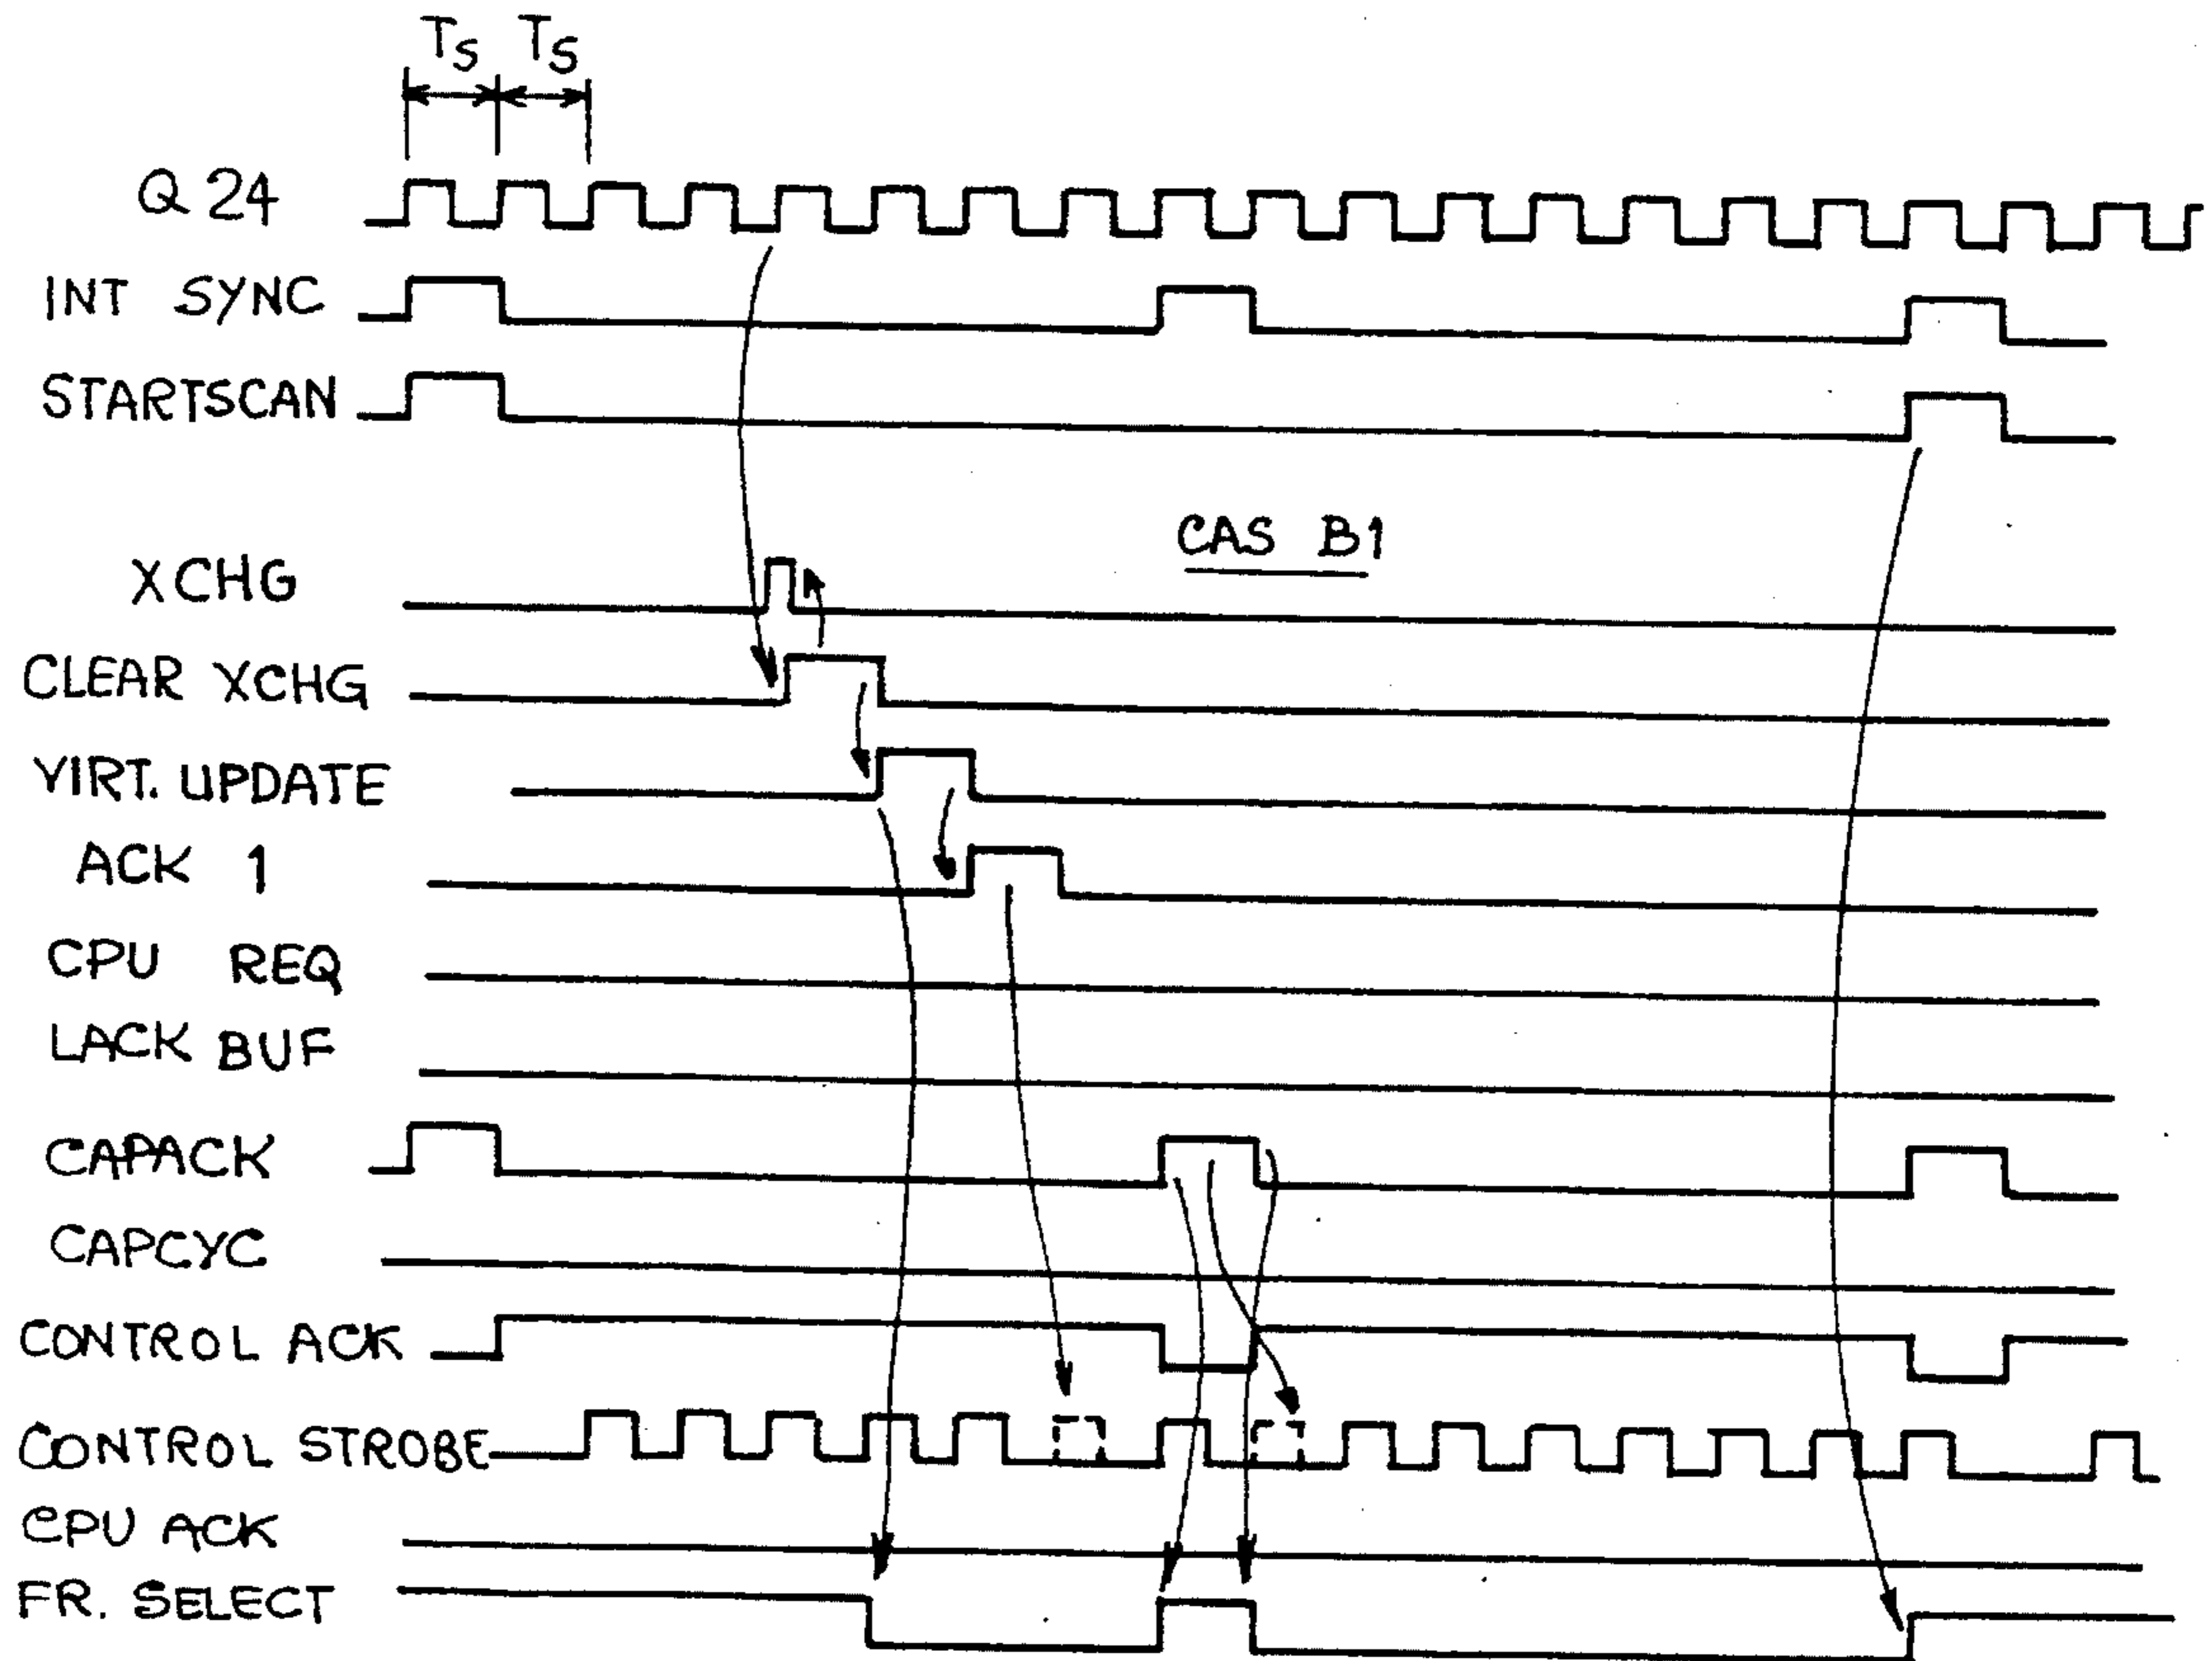 TS TS
Q 24
INT SYNC
STARTSCAN
CAS B1
XCHG
CLEAR XCHG
YIRT. UPDATE
ACK 1
CPU REQ
LACK BUF
CAPACK
CAPCYC
CONTROL ACK
CONTROL STROBE
CPU ACK
FR. SELECT